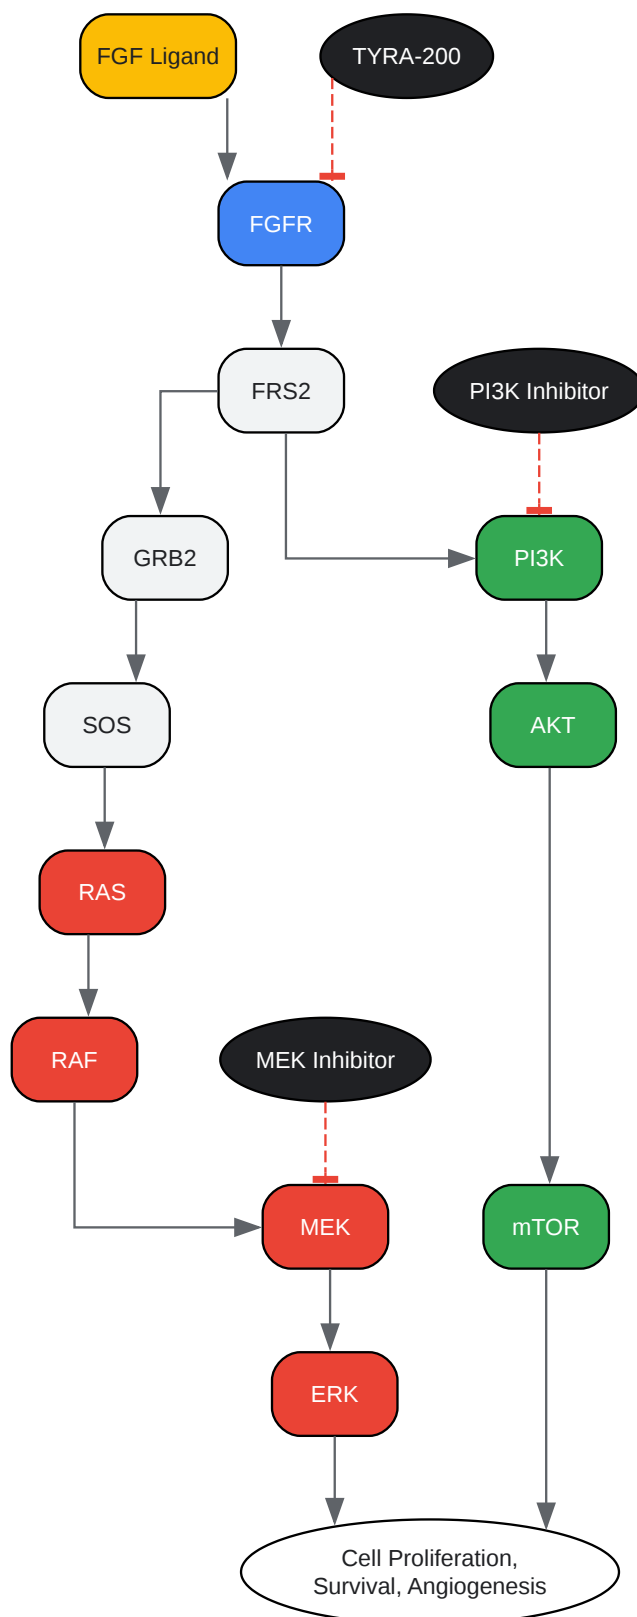 FGF Ligand
TYRA-200
FGFR
FRS2
PI3K Inhibitor
GRB2
PI3K
SOS
AKT
RAS
RAF
MEK Inhibitor
MEK
mTOR
ERK
Cell Proliferation,
Survival, Angiogenesis